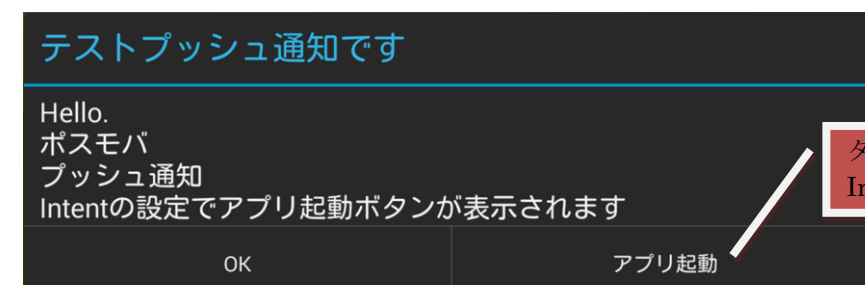 テストプッシュ通知です
Hello.
ポスモバ
プッシュ通知
Intentの設定でアプリ起動ボタンが表示されます
OK
アプリ起動